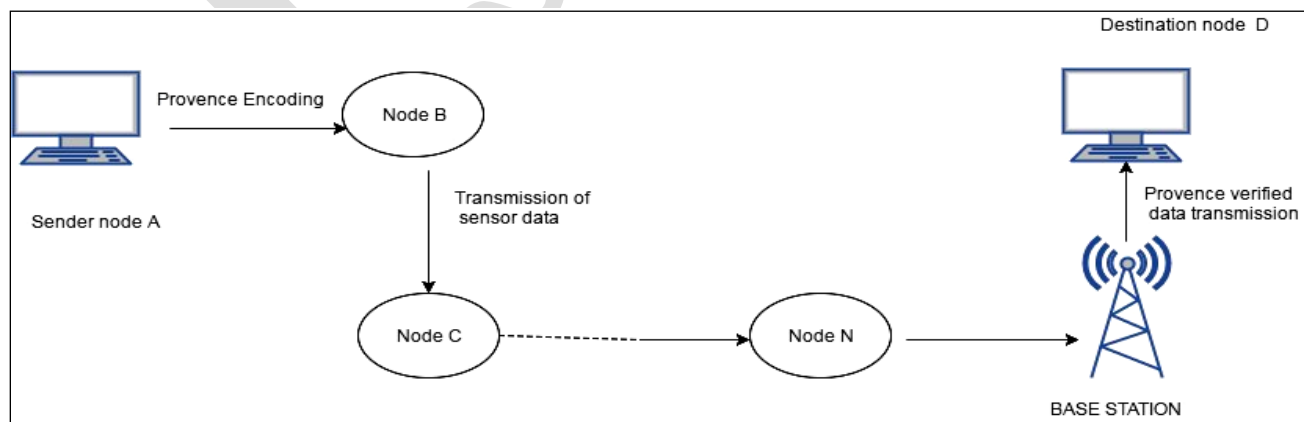 Destination node D
Provence Encoding
Node B
Sender node A
Transmission of
sensor data
Provence verified
data transmission
Node C
Node N
BASE STATION